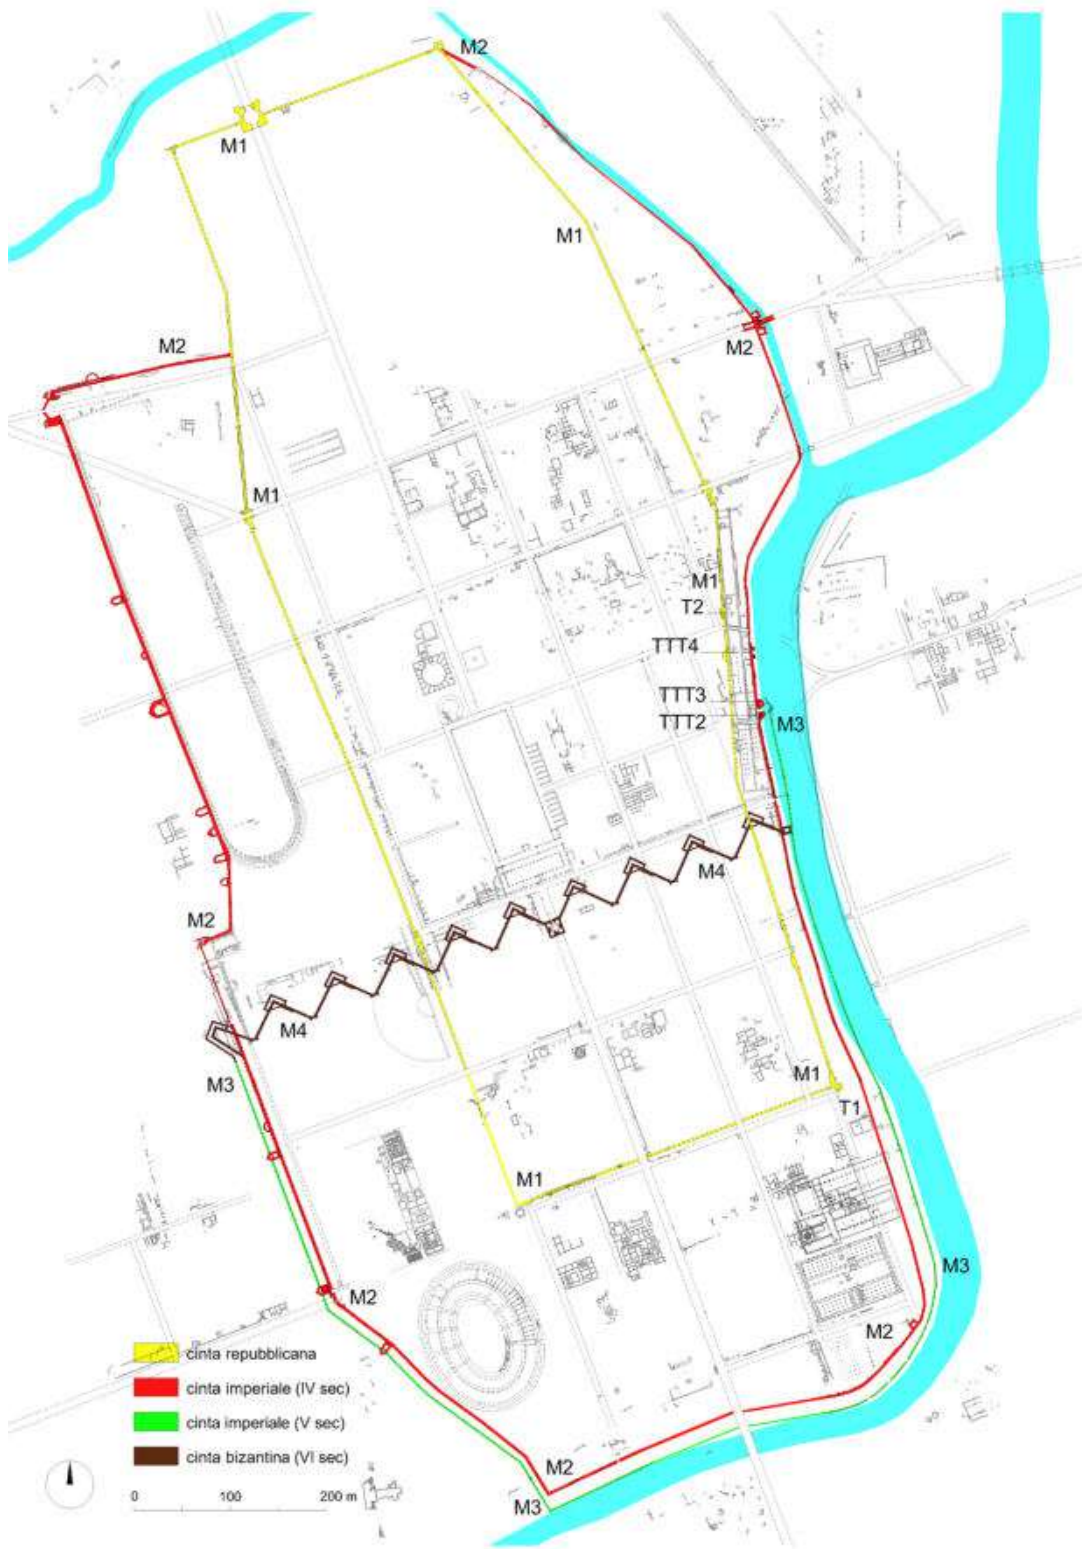 M2
M1
M1
M2
M2
M1
M1
T2
TTT4
TTT3
M3
TTT2
M4
M2
M4
M3
M1
T1
M1
M3
M2
M2
cinta repubblicana
cinta imperiale (IV sec)
cinta imperiale (V sec)
cinta bizantina (VI sec)
M2
0 100 200 m
M3